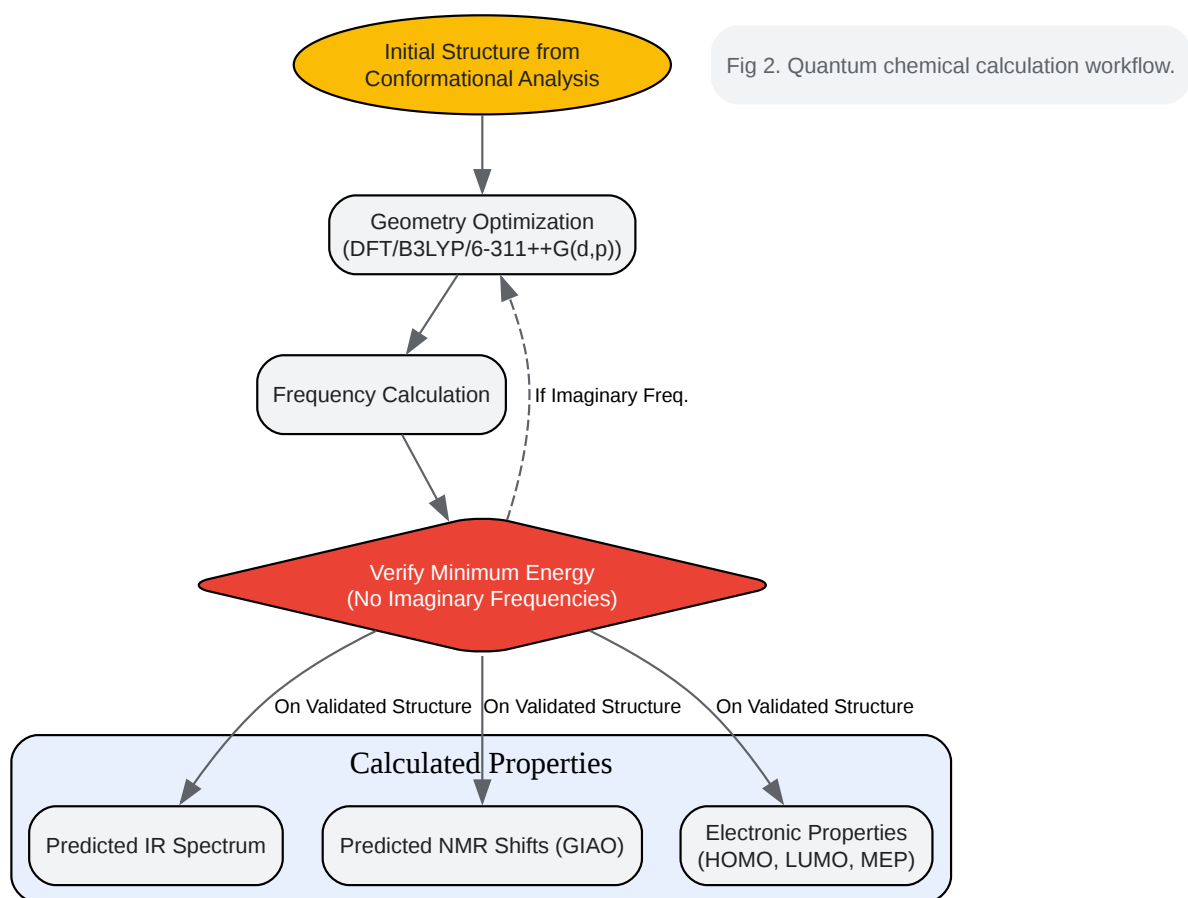 Initial Structure from
Conformational Analysis
Fig 2. Quantum chemical calculation workflow.
Geometry Optimization
(DFT/B3LYP/6-311++G(d,p))
Frequency Calculation
If Imaginary Freq.
Verify Minimum Energy
(No Imaginary Frequencies)
On Validated Structure
On Validated Structure
On Validated Structure
Calculated Properties
Predicted IR Spectrum
Predicted NMR Shifts (GIAO)
Electronic Properties
(HOMO, LUMO, MEP)